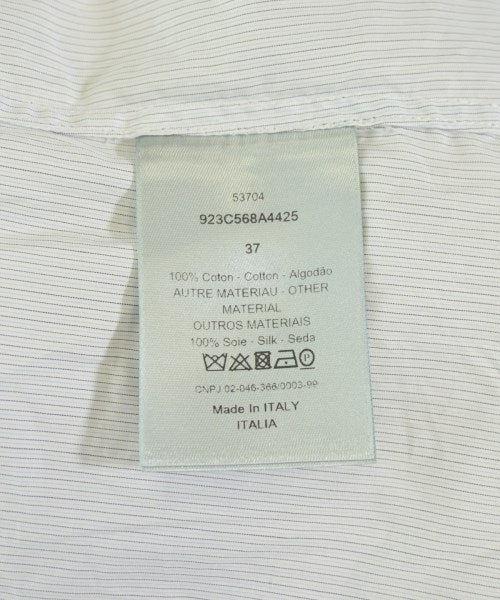 53704
923C568A4425
37
100% Coton - Cotton - Algodão
AUTRE MATERIAU - OTHER
MATERIAL
OUTROS MATERIAIS
100% Soie - Silk - Seda
P
CNPJ 02-046-366/0003-99
Made In ITALY
ITALIA